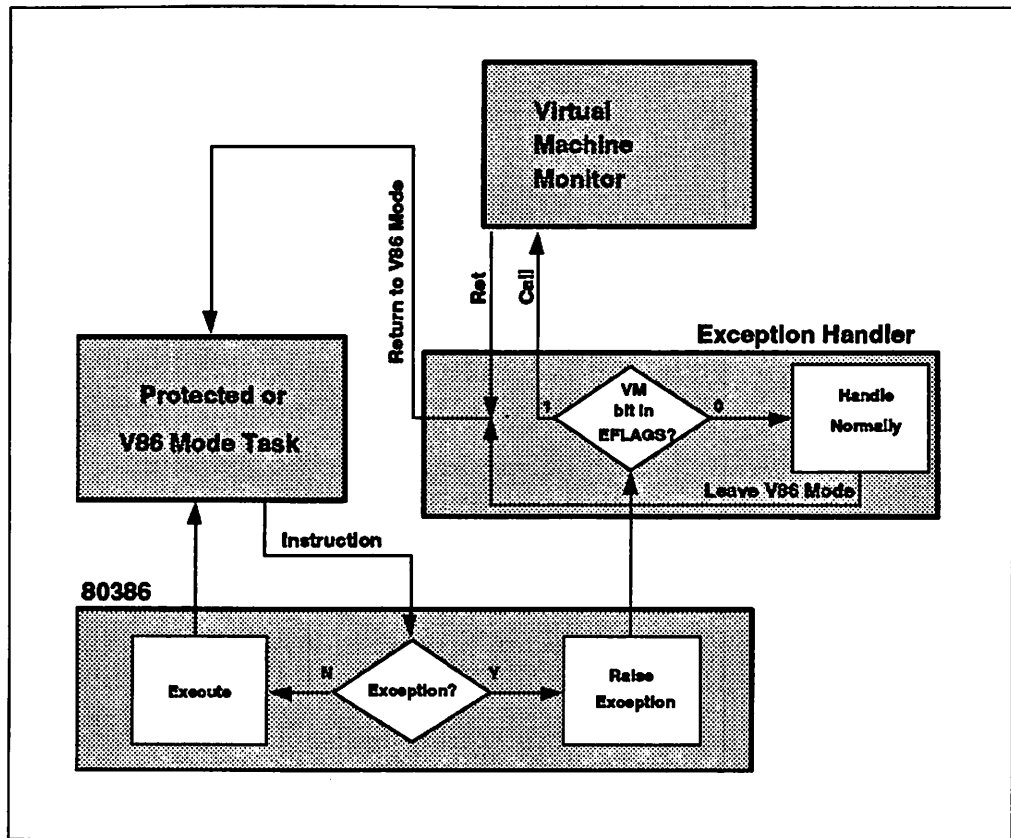 Virtual
Machine
Monitor
Return to V86 Mode
Ret
Call
Exception Handler
Protected or
V86 Mode Task
VM
bit in
EFLAGS?
1
0
Handle
Normally
Leave V86 Mode
Instruction
80386
Execute
N
Exception?
Y
Raise
Exception